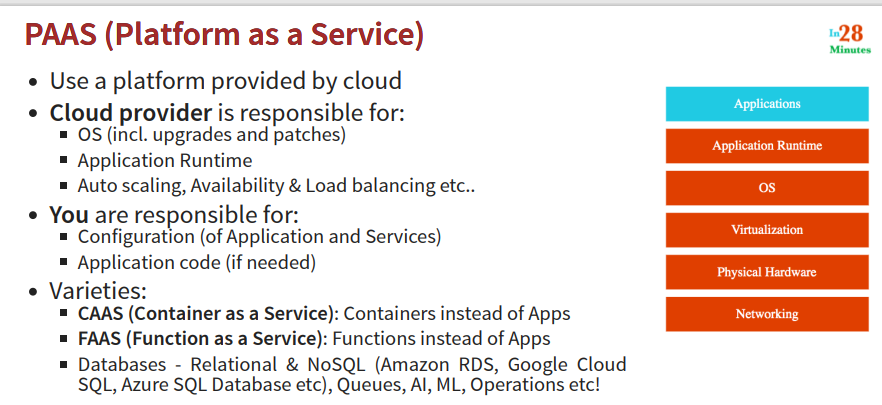 PAAS (Platform as a Service)
In28
Minutes
Use a platform provided by cloud
Cloud provider is responsible for:
OS (incl. upgrades and patches)
Application Runtime
Auto scaling, Availability & Load balancing etc..
You are responsible for:
Configuration (of Application and Services)
Application code (if needed)
Varieties:
CAAS (Container as a Service): Containers instead of Apps
FAAS (Function as a Service): Functions instead of Apps
Databases - Relational & NoSQL (Amazon RDS, Google Cloud
SQL, Azure SQL Database etc), Queues, AI, ML, Operations etc!
Applications
Application Runtime
OS
Virtualization
Physical Hardware
Networking